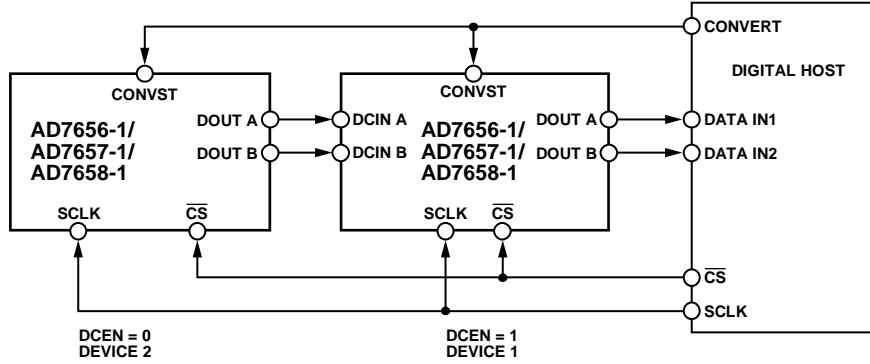 CONVERT
DIGITAL HOST
CONVST
CONVST
AD7656-1/
AD7657-1/
AD7658-1
DOUT A
DOUT B
DCIN A
DCIN B
AD7656-1/
AD7657-1/
AD7658-1
DOUT A
DOUT B
DATA IN1
DATA IN2
SCLK
CS
SCLK
CS
CS
SCLK
DCEN = 0
DEVICE 2
DCEN = 1
DEVICE 1